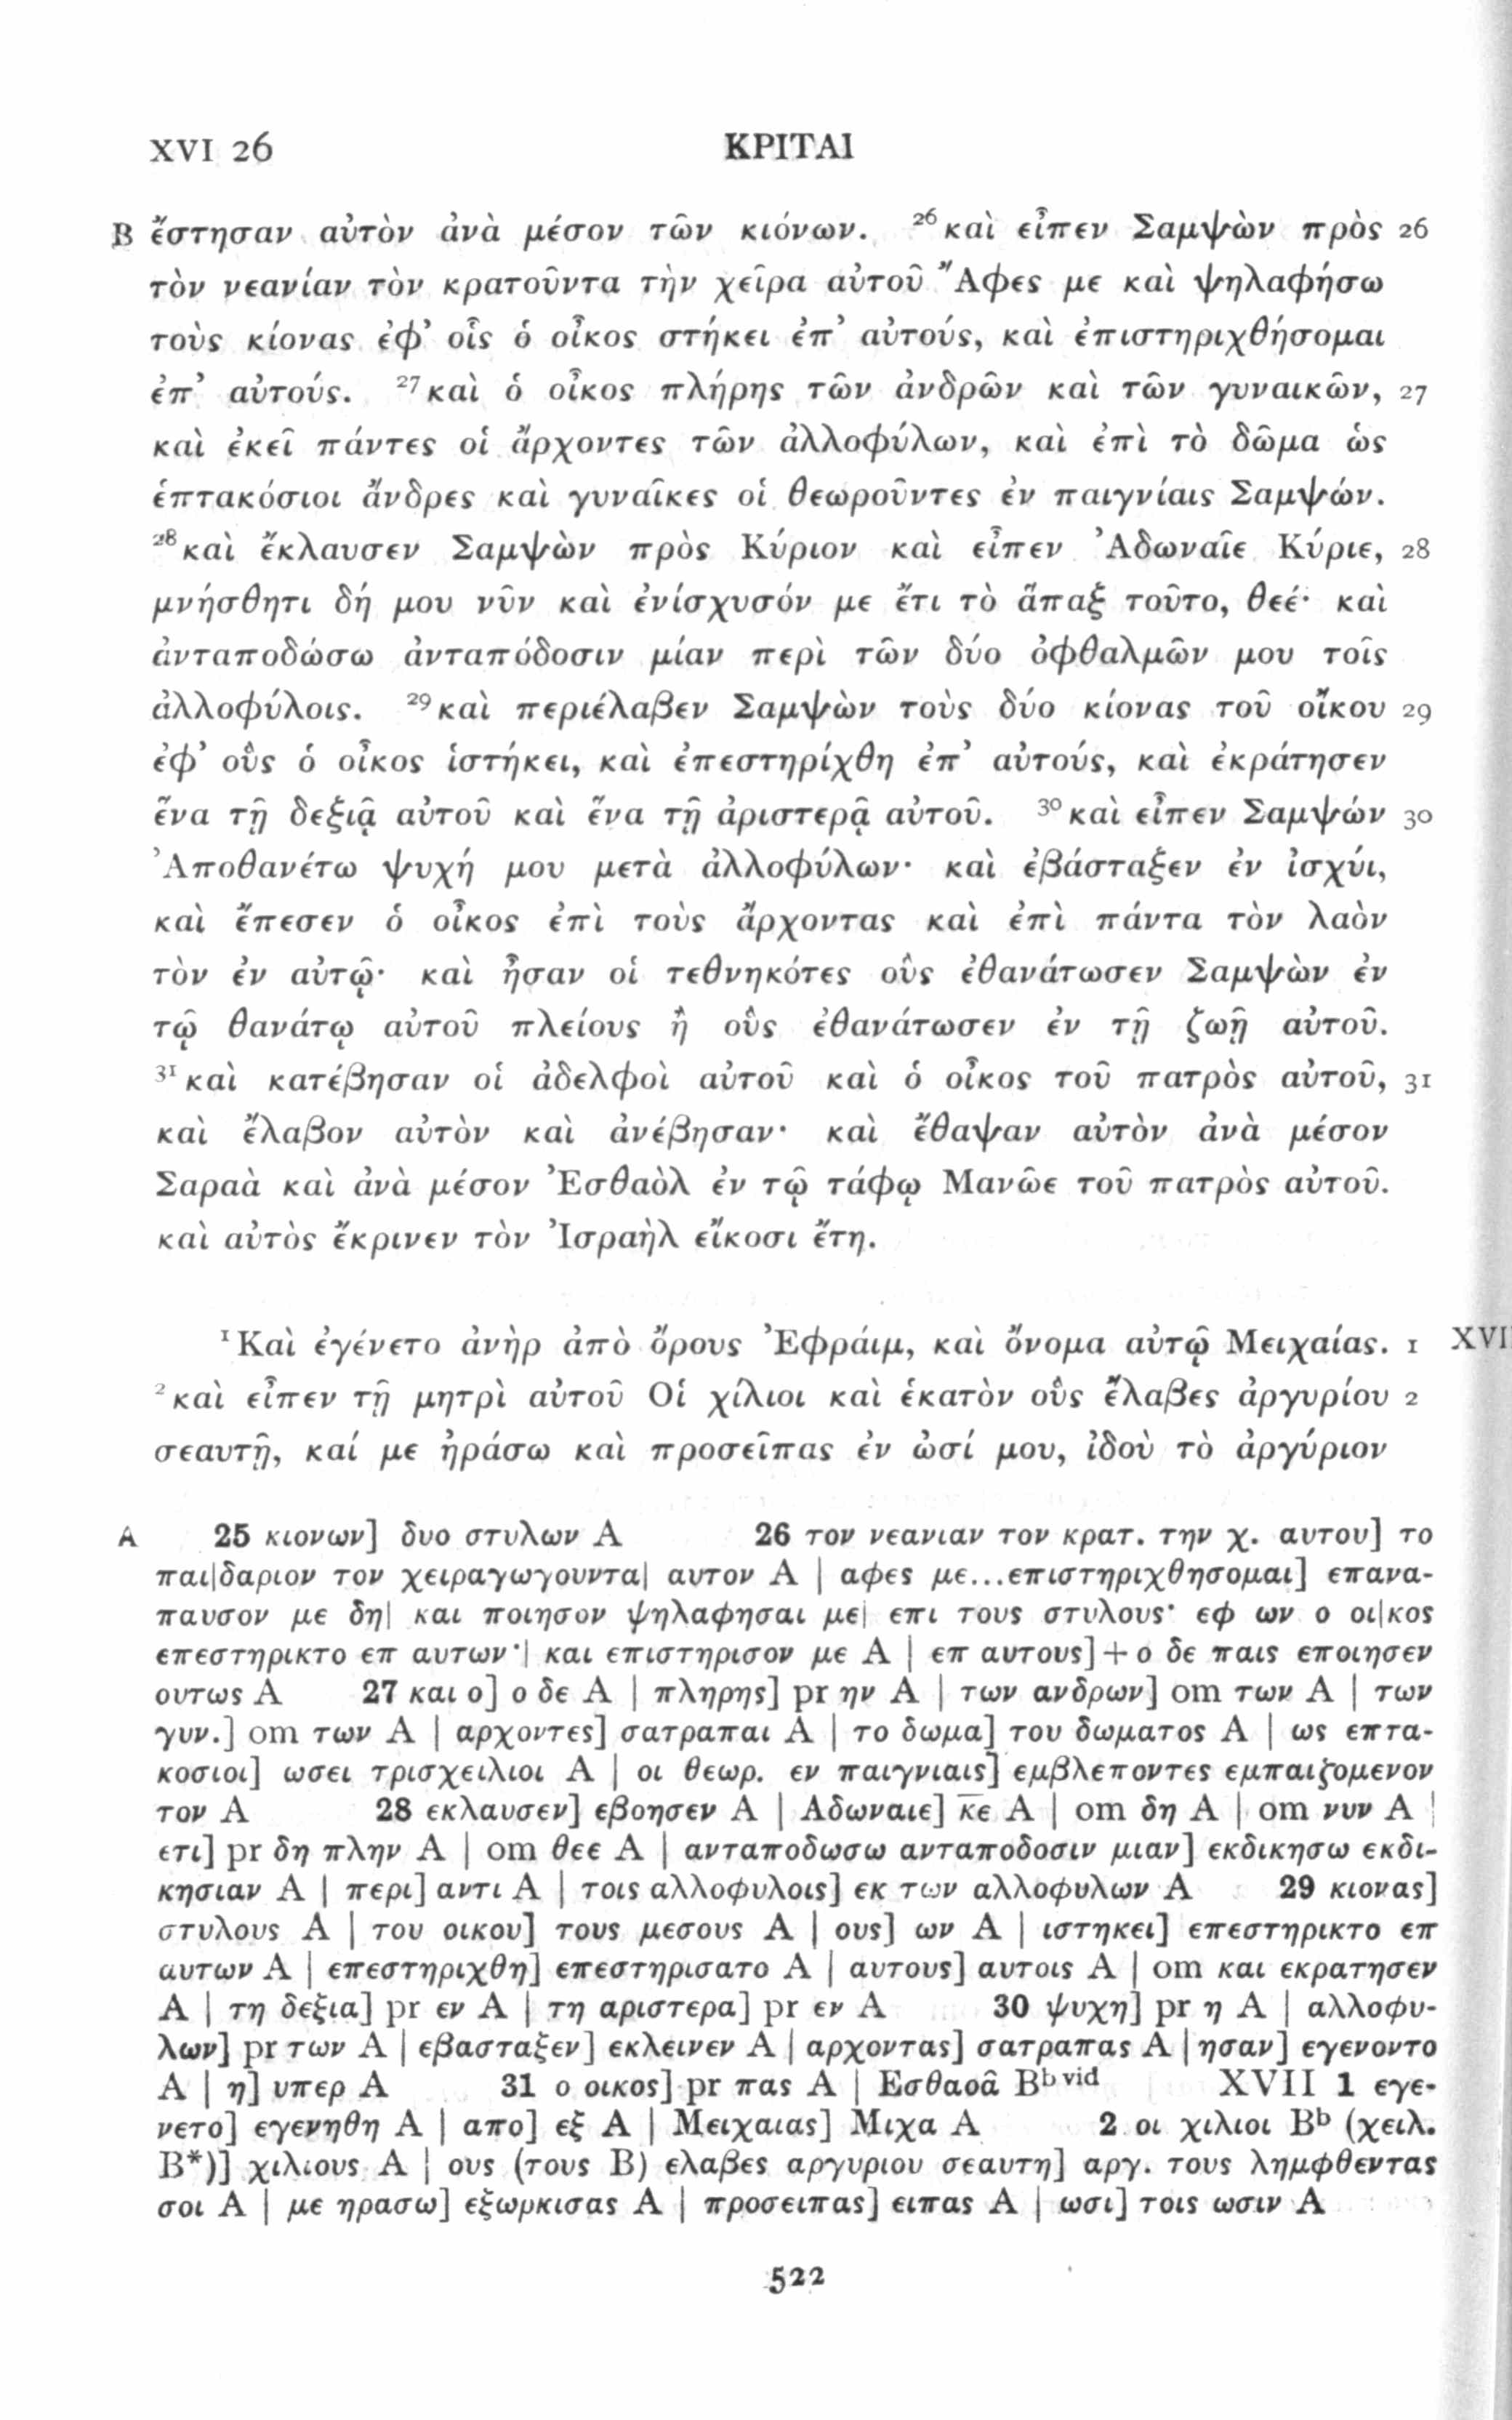 XVI 26 ΚΡΙΤΑΙ
B ἔστησαν αὐτὸν ἀνὰ μέσον τῶν κιόνων. ²⁶καὶ εἶπεν Σαμψὼν πρὸς 26
τὸν νεανίαν τὸν κρατοῦντα τὴν χεῖρα αὐτοῦ Ἄφες με καὶ ψηλαφήσω
τοὺς κίονας ἐφ’ οἷς ὁ οἶκος στήκει ἐπ’ αὐτούς, καὶ ἐπιστηριχθήσομαι
ἐπ’ αὐτούς. ²⁷καὶ ὁ οἶκος πλήρης τῶν ἀνδρῶν καὶ τῶν γυναικῶν, 27
καὶ ἐκεῖ πάντες οἱ ἄρχοντες τῶν ἀλλοφύλων, καὶ ἐπὶ τὸ δῶμα ὡς
ἑπτακόσιοι ἄνδρες καὶ γυναῖκες οἱ θεωροῦντες ἐν παιγνίαις Σαμψών.
²⁸καὶ ἔκλαυσεν Σαμψὼν πρὸς Κύριον καὶ εἶπεν Ἀδωναῖε Κύριε, 28
μνήσθητι δή μου νῦν καὶ ἐνίσχυσόν με ἔτι τὸ ἅπαξ τοῦτο, θεέ· καὶ
ἀνταποδώσω ἀνταπόδοσιν μίαν περὶ τῶν δύο ὀφθαλμῶν μου τοῖς
ἀλλοφύλοις. ²⁹καὶ περιέλαβεν Σαμψὼν τοὺς δύο κίονας τοῦ οἴκου 29
ἐφ’ οὓς ὁ οἶκος ἱστήκει, καὶ ἐπεστηρίχθη ἐπ’ αὐτούς, καὶ ἐκράτησεν
ἕνα τῇ δεξιᾷ αὐτοῦ καὶ ἕνα τῇ ἀριστερᾷ αὐτοῦ. ³⁰καὶ εἶπεν Σαμψών 30
Ἀποθανέτω ψυχή μου μετὰ ἀλλοφύλων· καὶ ἐβάσταξεν ἐν ἰσχύι,
καὶ ἔπεσεν ὁ οἶκος ἐπὶ τοὺς ἄρχοντας καὶ ἐπὶ πάντα τὸν λαὸν
τὸν ἐν αὐτῷ· καὶ ἦσαν οἱ τεθνηκότες οὓς ἐθανάτωσεν Σαμψὼν ἐν
τῷ θανάτῳ αὐτοῦ πλείους ἢ οὓς ἐθανάτωσεν ἐν τῇ ζωῇ αὐτοῦ.
³¹καὶ κατέβησαν οἱ ἀδελφοὶ αὐτοῦ καὶ ὁ οἶκος τοῦ πατρὸς αὐτοῦ, 31
καὶ ἔλαβον αὐτὸν καὶ ἀνέβησαν· καὶ ἔθαψαν αὐτὸν ἀνὰ μέσον
Σαραὰ καὶ ἀνὰ μέσον Ἐσθαὸλ ἐν τῷ τάφῳ Μανῶε τοῦ πατρὸς αὐτοῦ.
καὶ αὐτὸς ἔκρινεν τὸν Ἰσραὴλ εἴκοσι ἔτη.
¹Καὶ ἐγένετο ἀνὴρ ἀπὸ ὄρους Ἐφράιμ, καὶ ὄνομα αὐτῷ Μειχαίας. 1 XVII
²καὶ εἶπεν τῇ μητρὶ αὐτοῦ Οἱ χίλιοι καὶ ἑκατὸν οὓς ἔλαβες ἀργυρίου 2
σεαυτῇ, καί με ἠράσω καὶ προσεῖπας ἐν ὠσί μου, ἰδοὺ τὸ ἀργύριον
A 25 κιονων] δυο στυλων A 26 τον νεανιαν τον κρατ. την χ. αυτου] το
παι|δαριον τον χειραγωγουντα| αυτον A | αφες με...επιστηριχθησομαι] επανα-
παυσον με δη| και ποιησον ψηλαφησαι με| επι τους στυλους· εφ ων ο οι|κος
επεστηρικτο επ αυτων·| και επιστηρισον με A | επ αυτους]+ο δε παις εποιησεν
ουτως A 27 και ο] ο δε A | πληρης] pr ην A | των ανδρων] om των A | των
γυν.] om των A | αρχοντες] σατραπαι A | το δωμα] του δωματος A | ως επτα-
κοσιοι] ωσει τρισχειλιοι A | οι θεωρ. εν παιγνιαις] εμβλεποντες εμπαιζομενον
τον A 28 εκλαυσεν] εβοησεν A | Αδωναιε] κ̅ε̅ A | om δη A | om νυν A |
ετι] pr δη πλην A | om θεε A | ανταποδωσω ανταποδοσιν μιαν] εκδικησω εκδι-
κησιαν A | περι] αντι A | τοις αλλοφυλοις] εκ των αλλοφυλων A 29 κιονας]
στυλους A | του οικου] τους μεσους A | ους] ων A | ιστηκει] επεστηρικτο επ
αυτων A | επεστηριχθη] επεστηρισατο A | αυτους] αυτοις A | om και εκρατησεν
A | τη δεξια] pr εν A | τη αριστερα] pr εν A 30 ψυχη] pr η A | αλλοφυ-
λων] pr των A | εβασταξεν] εκλεινεν A | αρχοντας] σατραπας A | ησαν] εγενοντο
A | η] υπερ A 31 ο οικος] pr πας A | Εσθαοᾶ Bᵇ ᵛⁱᵈ XVII 1 εγε-
νετο] εγενηθη A | απο] εξ A | Μειχαιας] Μιχα A 2 οι χιλιοι Bᵇ (χειλ.
B*)] χιλιους A | ους (τους B) ελαβες αργυριου σεαυτη] αργ. τους λημφθεντας
σοι A | με ηρασω] εξωρκισας A | προσειπας] ειπας A | ωσι] τοις ωσιν A
522